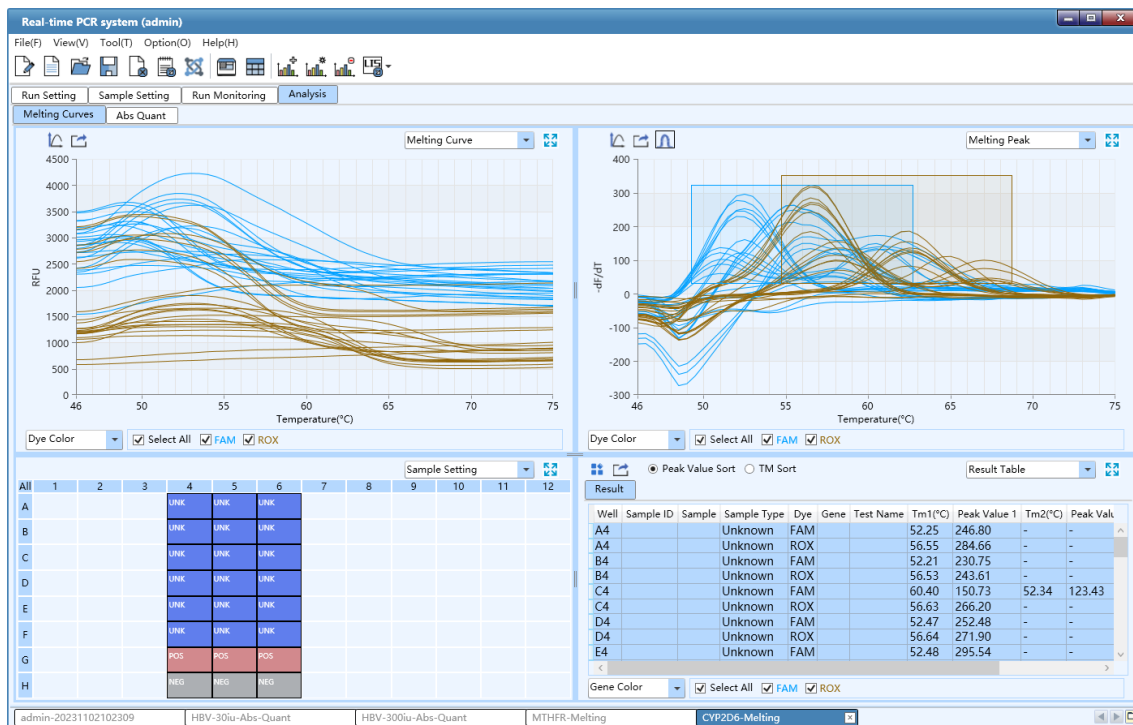 Real-time PCR system (admin)
File(F) View(V) Tool(T) Option(O) Help(H)
LIS
Run Setting Sample Setting Run Monitoring Analysis
Melting Curves Abs Quant
Melting Curve
4500
4000
3500
3000
2500
2000
1500
1000
500
0
RFU
46 50 55 60 65 70 75
Temperature(°C)
Dye Color Select All FAM ROX
Melting Peak
400
300
200
100
0
-100
-200
-300
-dF/dT
46 50 55 60 65 70 75
Temperature(°C)
Dye Color Select All FAM ROX
Sample Setting
All 1 2 3 4 5 6 7 8 9 10 11 12
A UNK UNK UNK
B UNK UNK UNK
C UNK UNK UNK
D UNK UNK UNK
E UNK UNK UNK
F UNK UNK UNK
G POS POS POS
H NEG NEG NEG
Peak Value Sort TM Sort Result Table
Result
Well Sample ID Sample Sample Type Dye Gene Test Name Tm1(°C) Peak Value 1 Tm2(°C) Peak Valu
A4 Unknown FAM 52.25 246.80 - -
A4 Unknown ROX 56.55 284.66 - -
B4 Unknown FAM 52.21 230.75 - -
B4 Unknown ROX 56.53 243.61 - -
C4 Unknown FAM 60.40 150.73 52.34 123.43
C4 Unknown ROX 56.63 266.20 - -
D4 Unknown FAM 52.47 252.48 - -
D4 Unknown ROX 56.64 271.90 - -
E4 Unknown FAM 52.48 295.54 - -
Gene Color Select All FAM ROX
admin-20231102102309 HBV-30iu-Abs-Quant HBV-300iu-Abs-Quant MTHFR-Melting CYP2D6-Melting